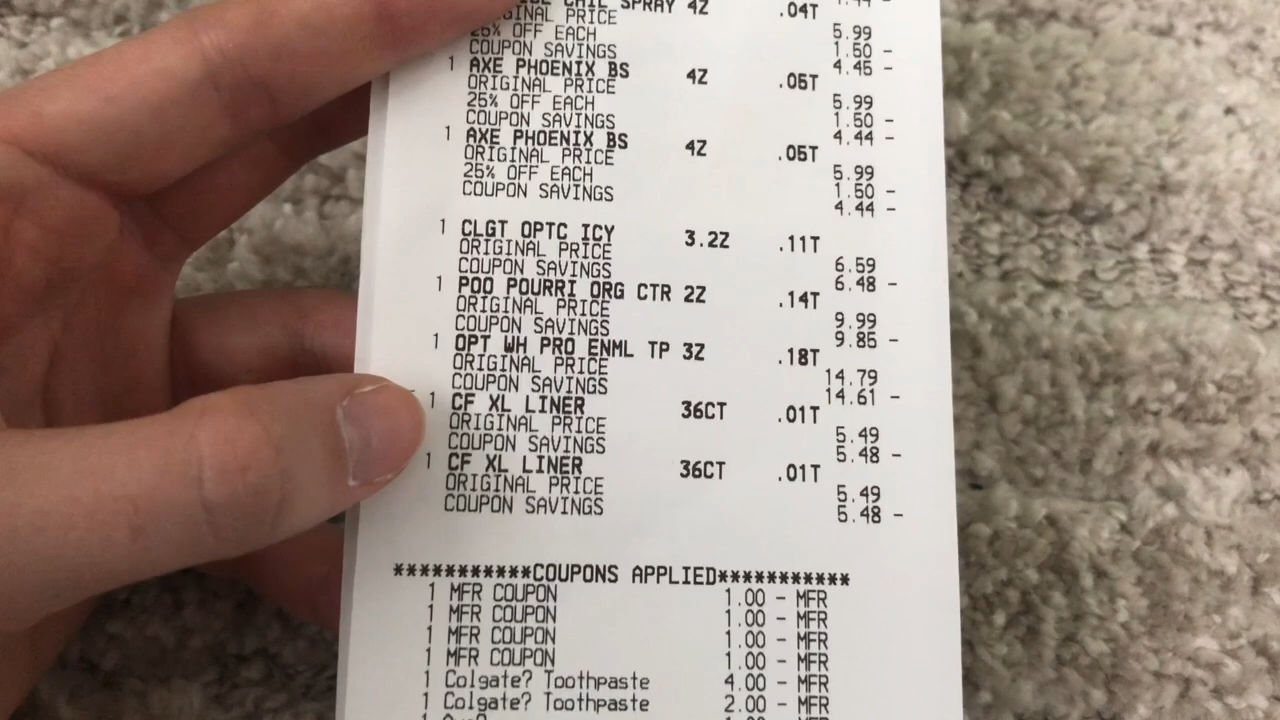 SPRAY 4Z .04T
ORIGINAL PRICE 5.99
25% OFF EACH 1.50 -
COUPON SAVINGS 4.45 -
1 AXE PHOENIX BS 4Z .05T
ORIGINAL PRICE 5.99
25% OFF EACH 1.50 -
COUPON SAVINGS 4.44 -
1 AXE PHOENIX BS 4Z .05T
ORIGINAL PRICE 5.99
25% OFF EACH 1.50 -
COUPON SAVINGS 4.44 -
1 CLGT OPTC ICY 3.2Z .11T
ORIGINAL PRICE 6.59
COUPON SAVINGS 6.48 -
1 POO POURRI ORG CTR 2Z .14T
ORIGINAL PRICE 9.99
COUPON SAVINGS 9.85 -
1 OPT WH PRO ENML TP 3Z .18T
ORIGINAL PRICE 14.79
COUPON SAVINGS 14.61 -
1 CF XL LINER 36CT .01T
ORIGINAL PRICE 5.49
COUPON SAVINGS 5.48 -
1 CF XL LINER 36CT .01T
ORIGINAL PRICE 5.49
COUPON SAVINGS 5.48 -
***********COUPONS APPLIED***********
1 MFR COUPON 1.00 - MFR
1 MFR COUPON 1.00 - MFR
1 MFR COUPON 1.00 - MFR
1 MFR COUPON 1.00 - MFR
1 Colgate? Toothpaste 4.00 - MFR
1 Colgate? Toothpaste 2.00 - MFR